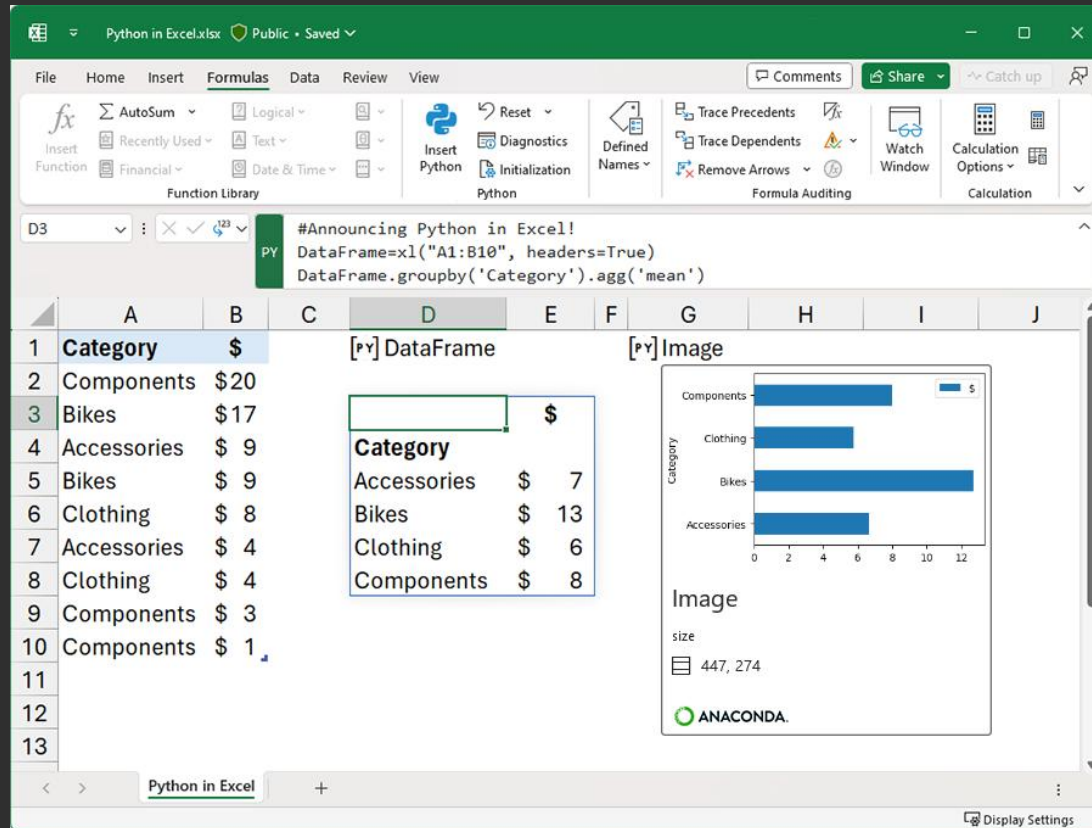 Python in Excel.xlsx Public • Saved
File Home Insert Formulas Data Review View Comments Share Catch up
fx Insert Function
AutoSum
Recently Used
Financial
Logical
Text
Date & Time
Function Library
Insert Python
Reset
Diagnostics
Initialization
Python
Defined Names
Trace Precedents
Trace Dependents
Remove Arrows
fx
fx
Formula Auditing
Watch Window
Calculation Options
Calculation
D3
123
PY
#Announcing Python in Excel!
DataFrame=xl("A1:B10", headers=True)
DataFrame.groupby('Category').agg('mean')
A B C D E F G H I J
1 Category $ [PY] DataFrame [PY] Image
2 Components $20
3 Bikes $17 $
4 Accessories $ 9 Category
5 Bikes $ 9 Accessories $ 7
6 Clothing $ 8 Bikes $ 13
7 Accessories $ 4 Clothing $ 6
8 Clothing $ 4 Components $ 8
9 Components $ 3
10 Components $ 1
11
12
13
$
Category
Components
Clothing
Bikes
Accessories
0 2 4 6 8 10 12
Image
size
447, 274
ANACONDA.
Python in Excel +
Display Settings